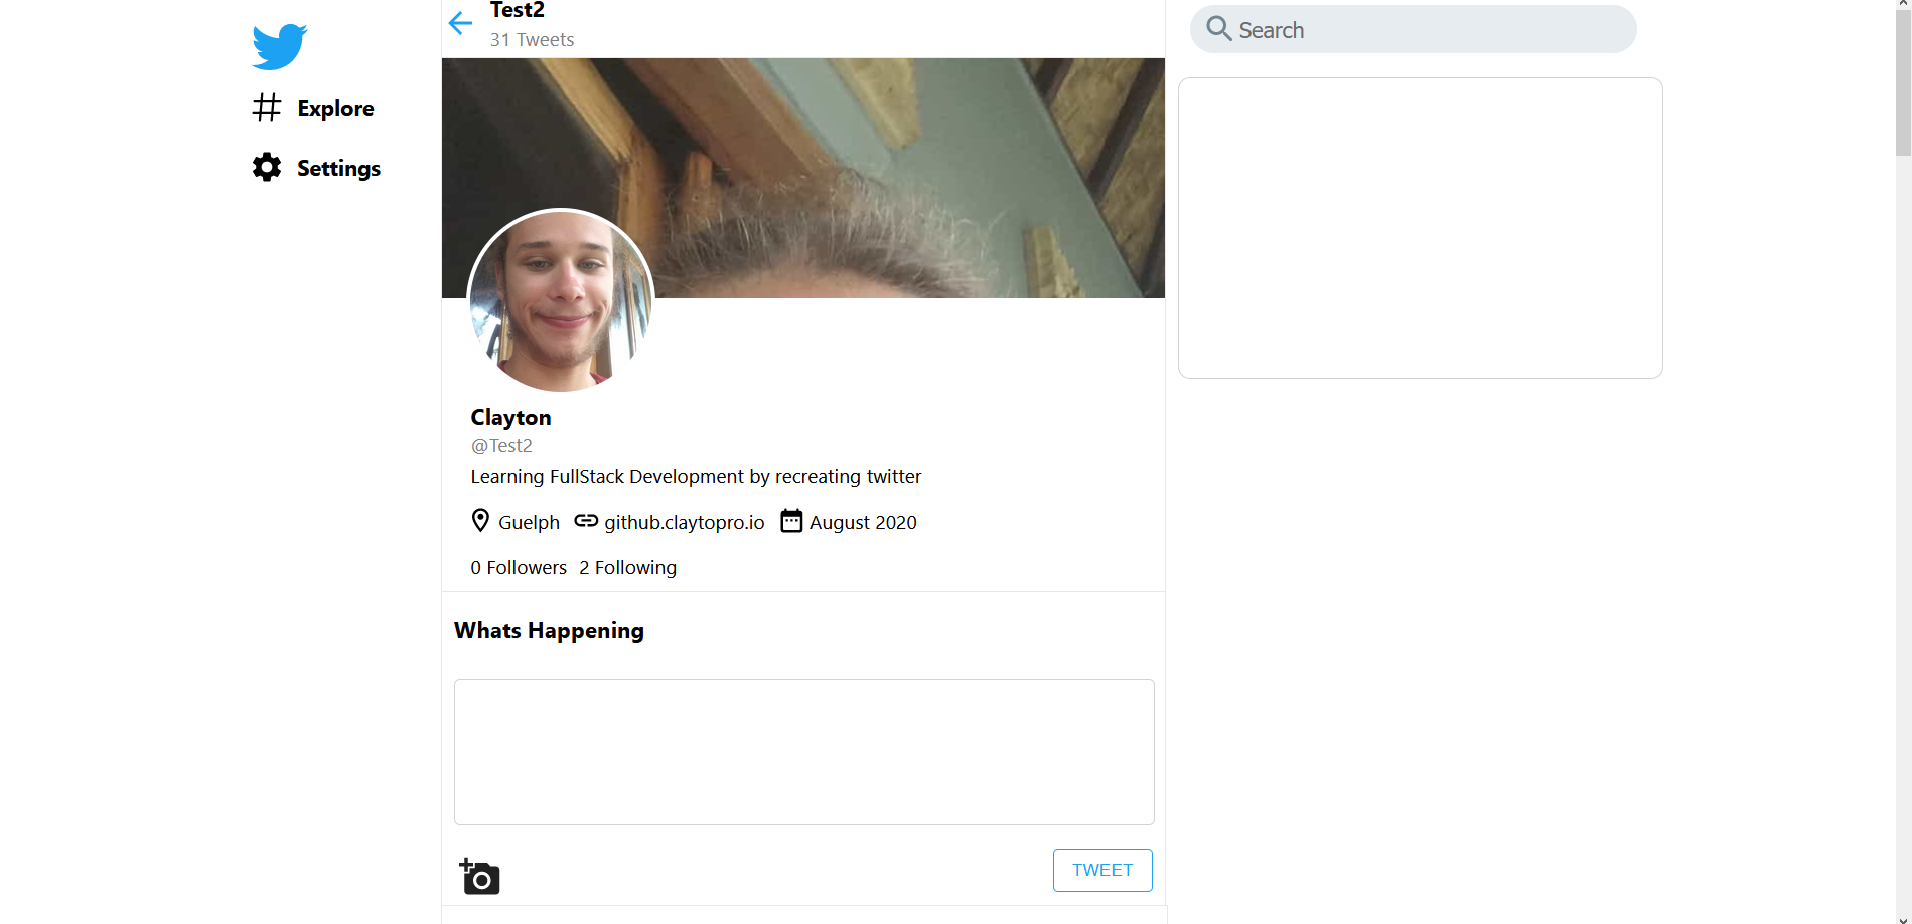 Test2
31 Tweets
Search
Explore
Settings
Clayton
@Test2
Learning FullStack Development by recreating twitter
Guelph github.claytopro.io August 2020
0 Followers 2 Following
Whats Happening
TWEET